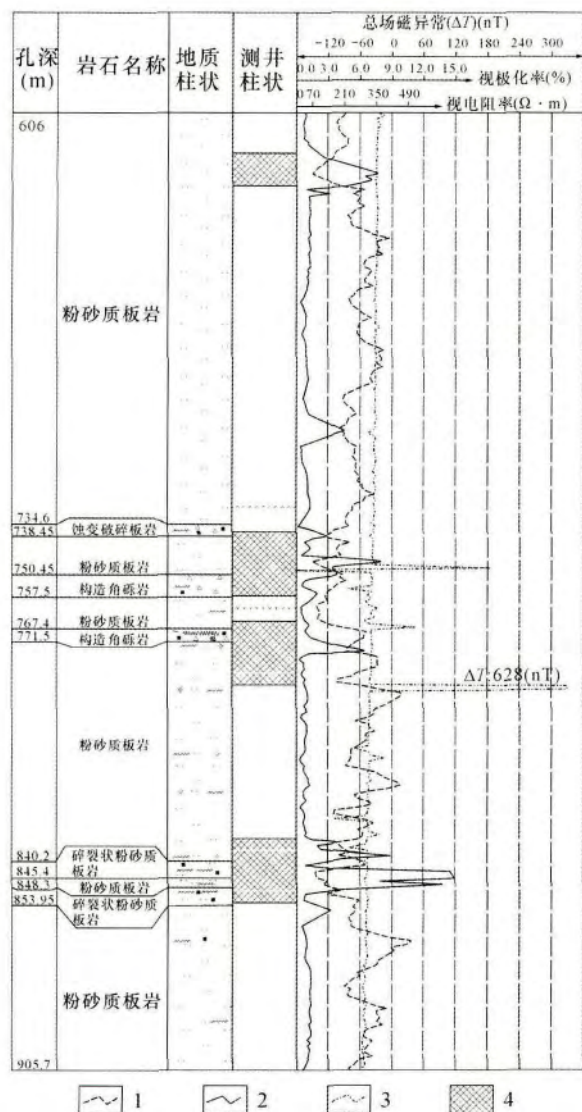 总场磁异常(ΔT)(nT)
-120 -60 0 60 120 180 240 300
孔深
(m)
岩石名称
地质
柱状
测井
柱状
0.0 3.0 6.0 9.0 12.0 15.0 视极化率(%)
0 70 210 350 490
视电阻率(Ω·m)
606
粉砂质板岩
734.6
蚀变破碎板岩
738.45
粉砂质板岩
750.45
构造角砾岩
757.5
粉砂质板岩
767.4
构造角砾岩
771.5
ΔT:628(nT)
粉砂质板岩
840.2
碎裂状粉砂质
板岩
845.4
粉砂质板岩
848.3
碎裂状粉砂质
板岩
853.95
粉砂质板岩
905.7
1 2 3 4